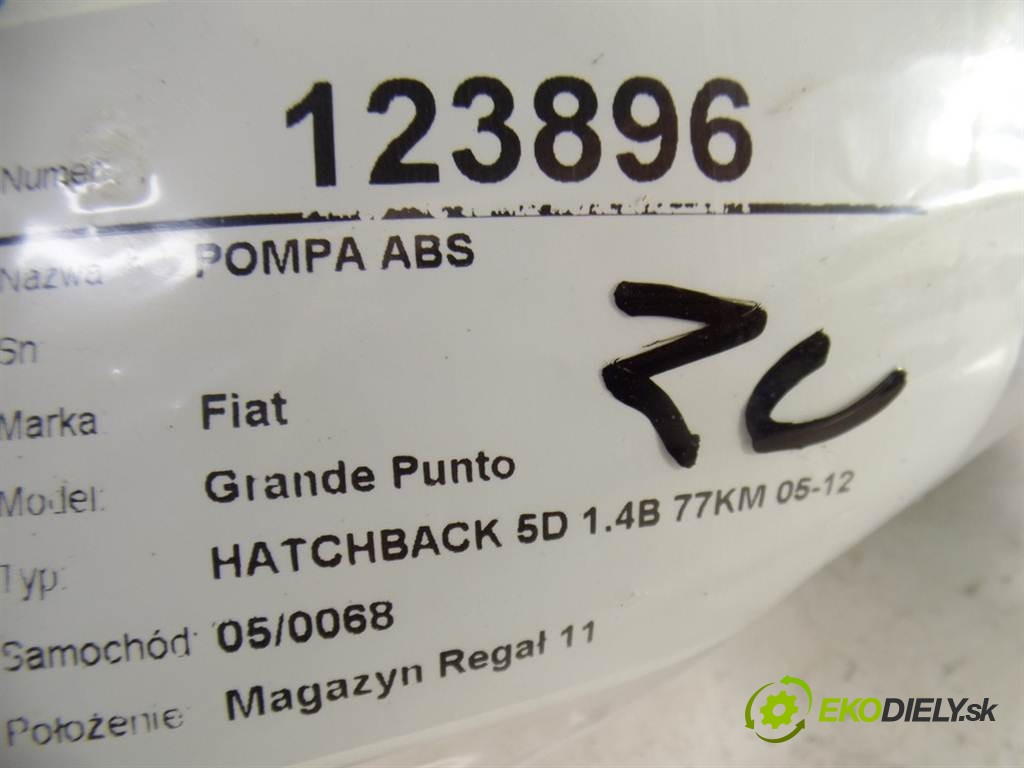 Numer 123896
Nazwa POMPA ABS
Sn
Marka Fiat
Model: Grande Punto
Typ: HATCHBACK 5D 1.4B 77KM 05-12
Samochód: 05/0068
Położenie: Magazyn Regał 11
EKODIELY.sk